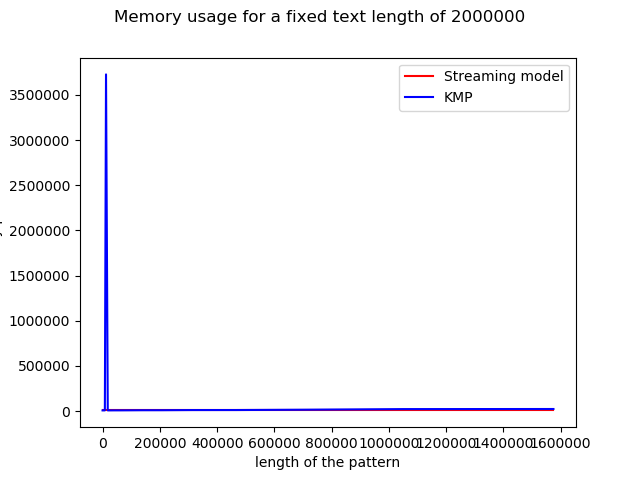 Memory usage for a fixed text length of 2000000
Streaming model
KMP
3500000
3000000
2500000
2000000
1500000
1000000
500000
0
0 200000 400000 600000 800000 1000000 1200000 1400000 1600000
length of the pattern